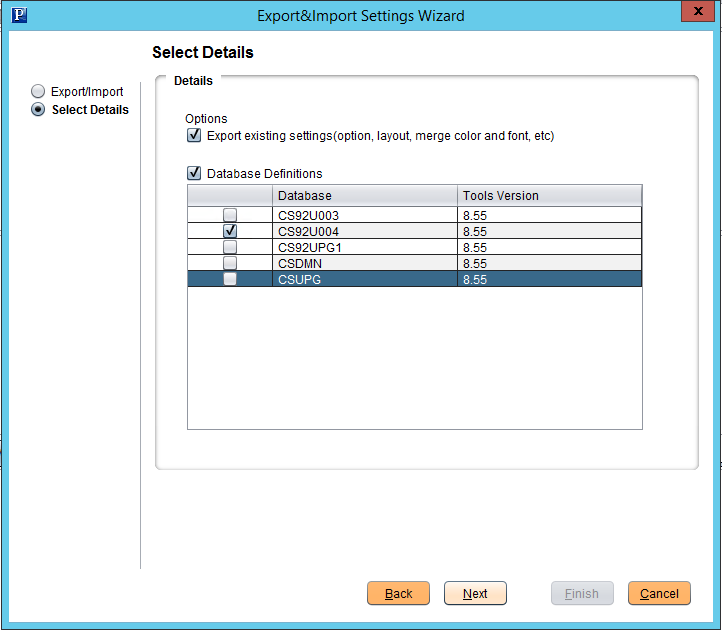 P
Export&Import Settings Wizard
x
Select Details
Export/Import
Select Details
Details
Options
Export existing settings(option, layout, merge color and font, etc)
Database Definitions
Database Tools Version
CS92U003 8.55
CS92U004 8.55
CS92UPG1 8.55
CSDMN 8.55
CSUPG 8.55
Back Next Finish Cancel